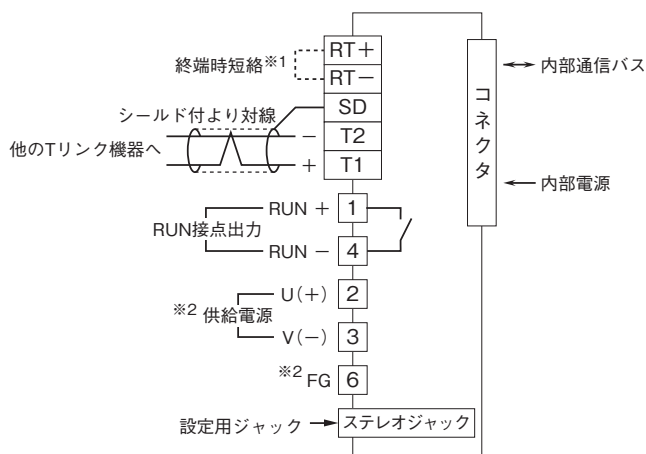 RT+
終端時短絡※1
RT−
シールド付より対線
SD
− T2
他のTリンク機器へ
+ T1
コネクタ
内部通信バス
内部電源
RUN + 1
RUN接点出力
RUN − 4
U(+) 2
※2 供給電源
V(−) 3
※2 FG 6
設定用ジャック
ステレオジャック